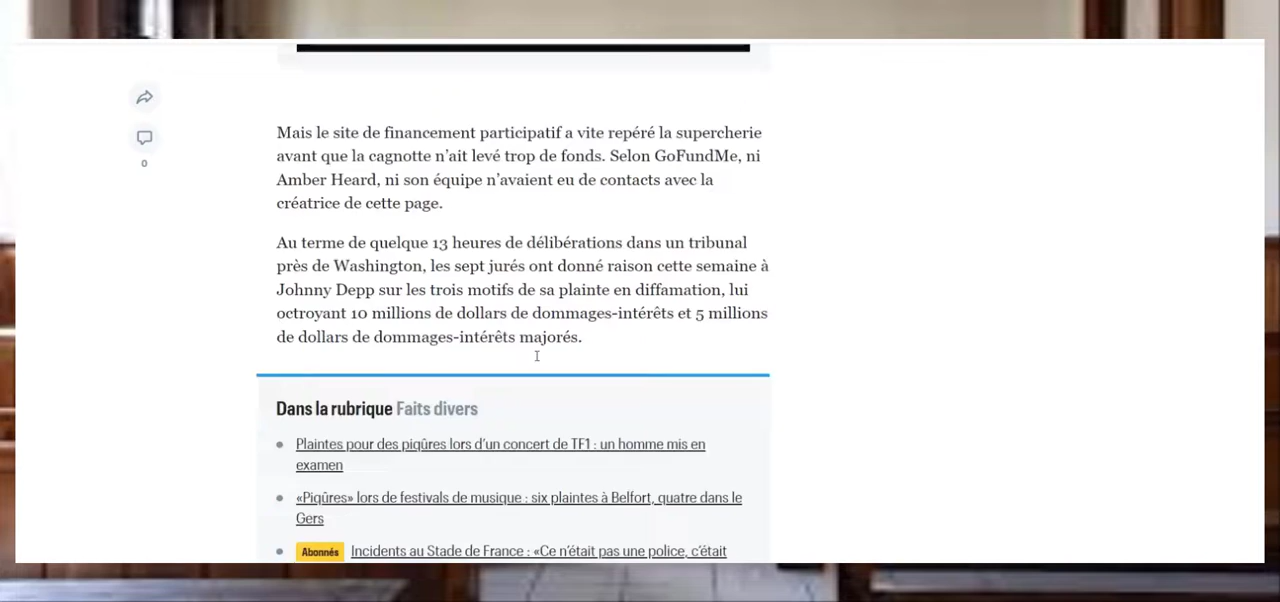 Mais le site de financement participatif a vite repéré la supercherie
avant que la cagnotte n’ait levé trop de fonds. Selon GoFundMe, ni
Amber Heard, ni son équipe n’avaient eu de contacts avec la
créatrice de cette page.
0
Au terme de quelque 13 heures de délibérations dans un tribunal
près de Washington, les sept jurés ont donné raison cette semaine à
Johnny Depp sur les trois motifs de sa plainte en diffamation, lui
octroyant 10 millions de dollars de dommages-intérêts et 5 millions
de dollars de dommages-intérêts majorés.
Dans la rubrique Faits divers
Plaintes pour des piqûres lors d’un concert de TF1 : un homme mis en
examen
«Piqûres» lors de festivals de musique : six plaintes à Belfort, quatre dans le
Gers
Abonnés Incidents au Stade de France : «Ce n’était pas une police, c’était